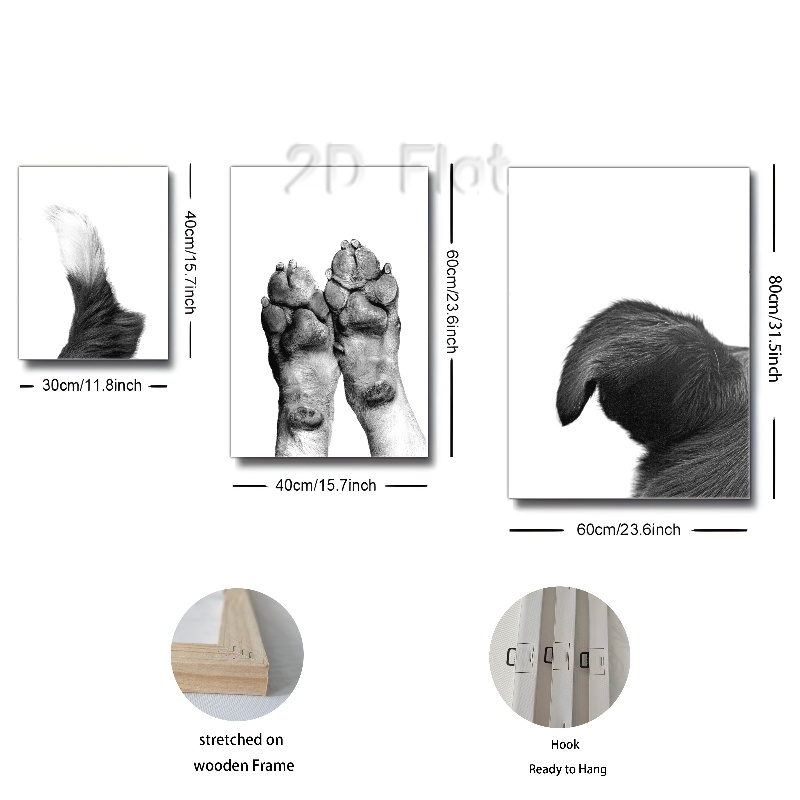 2D Flat
40cm/15.7inch
30cm/11.8inch
60cm/23.6inch
40cm/15.7inch
80cm/31.5inch
60cm/23.6inch
stretched on
wooden Frame
Hook
Ready to Hang